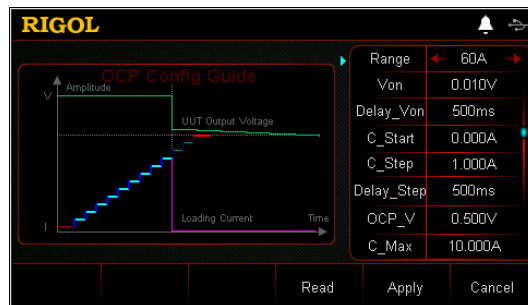 RIGOL
OCP Config Guide
Amplitude
V
UUT Output Voltage
Loading Current
Time
I
Range 60A
Von 0.010V
Delay_Von 500ms
C_Start 0.000A
C_Step 1.000A
Delay_Step 500ms
OCP_V 0.500V
C_Max 10.000A
Read Apply Cancel